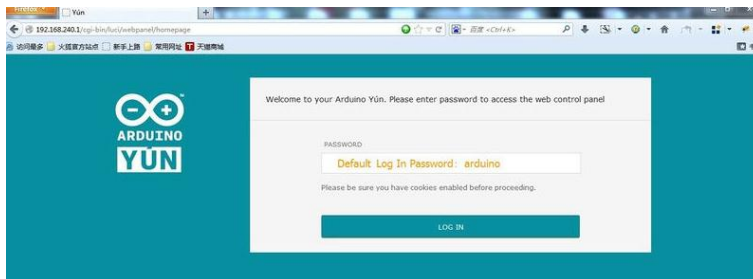 Firefox
Yún
192.168.240.1/cgi-bin/luci/webpanel/homepage
百度 <Ctrl+K>
访问最多 火狐官方站点 新手上路 常用网址 天猫商城
Welcome to your Arduino Yún. Please enter password to access the web control panel
ARDUINO
YÚN
PASSWORD
Default Log In Password: arduino
Please be sure you have cookies enabled before proceeding.
LOG IN